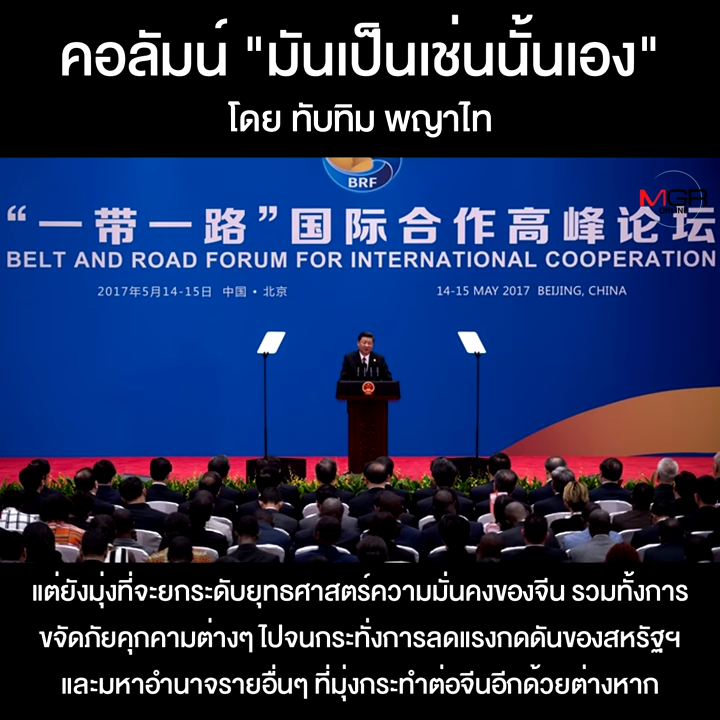 คอลัมน์ "มันเป็นเช่นนั้นเอง"
โดย ทับทิม พญาไท
BRF
MGR
ONLINE
“一带一路”国际合作高峰论坛
BELT AND ROAD FORUM FOR INTERNATIONAL COOPERATION
2017年5月14-15日 中国 • 北京
14-15 MAY 2017 BEIJING, CHINA
แต่ยังมุ่งที่จะยกระดับยุทธศาสตร์ความมั่นคงของจีน รวมทั้งการ
ขจัดภัยคุกคามต่างๆ ไปจนกระทั่งการลดแรงกดดันของสหรัฐฯ
และมหาอำนาจรายอื่นๆ ที่มุ่งกระทำต่อจีนอีกด้วยต่างหาก